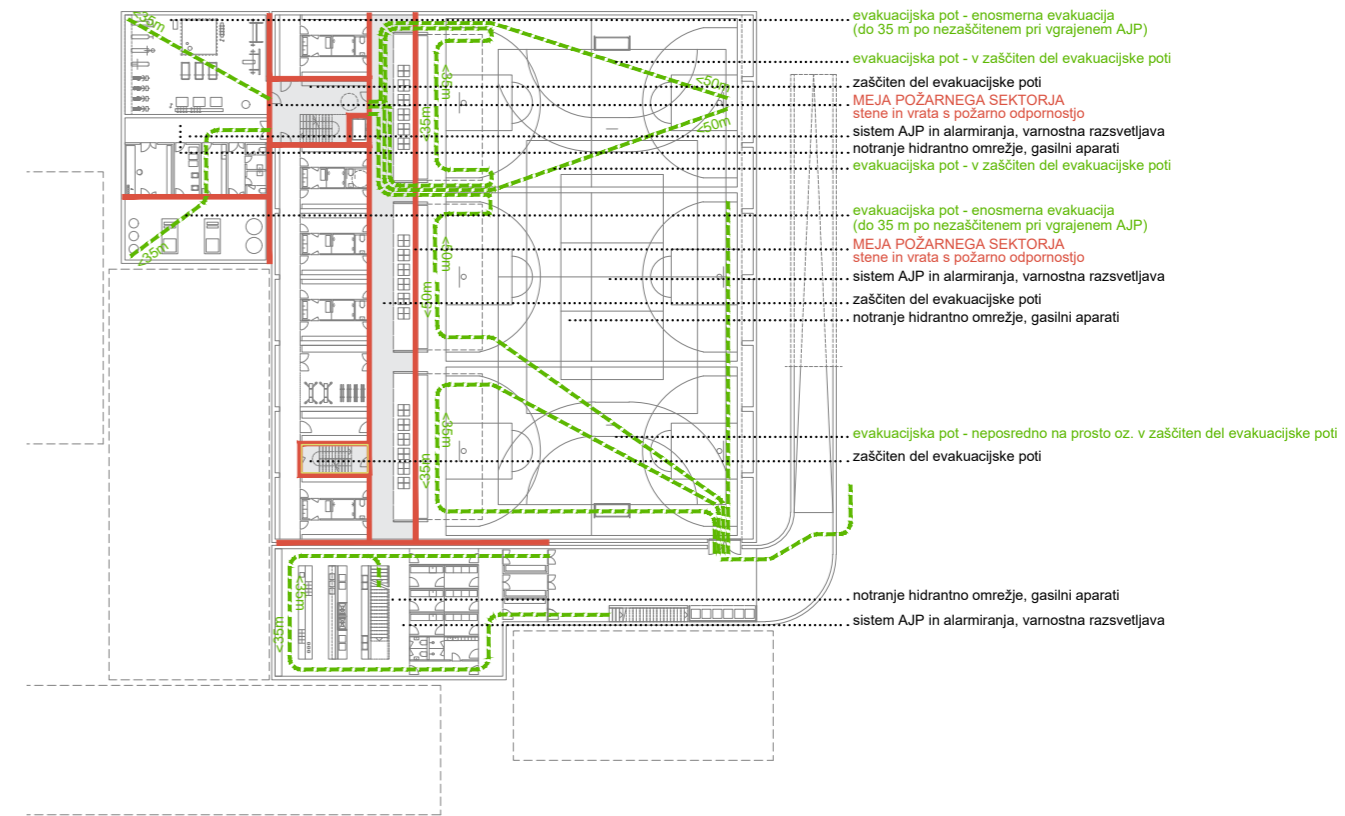 evakuacijska pot - enosmerna evakuacija
(do 35 m po nezaščitenem pri vgrajenem AJP)
evakuacijska pot - v zaščiten del evakuacijske poti
zaščiten del evakuacijske poti
MEJA POŽARNEGA SEKTORJA
stene in vrata s požarno odpornostjo
sistem AJP in alarmiranja, varnostna razsvetljava
notranje hidrantno omrežje, gasilni aparati
evakuacijska pot - v zaščiten del evakuacijske poti
evakuacijska pot - enosmerna evakuacija
(do 35 m po nezaščitenem pri vgrajenem AJP)
MEJA POŽARNEGA SEKTORJA
stene in vrata s požarno odpornostjo
sistem AJP in alarmiranja, varnostna razsvetljava
zaščiten del evakuacijske poti
notranje hidrantno omrežje, gasilni aparati
evakuacijska pot - neposredno na prosto oz. v zaščiten del evakuacijske poti
zaščiten del evakuacijske poti
notranje hidrantno omrežje, gasilni aparati
sistem AJP in alarmiranja, varnostna razsvetljava
<35m
<35m
<35m
<50m
<50m
<35m
<50m
<50m
<35m
<35m
<35m
<35m